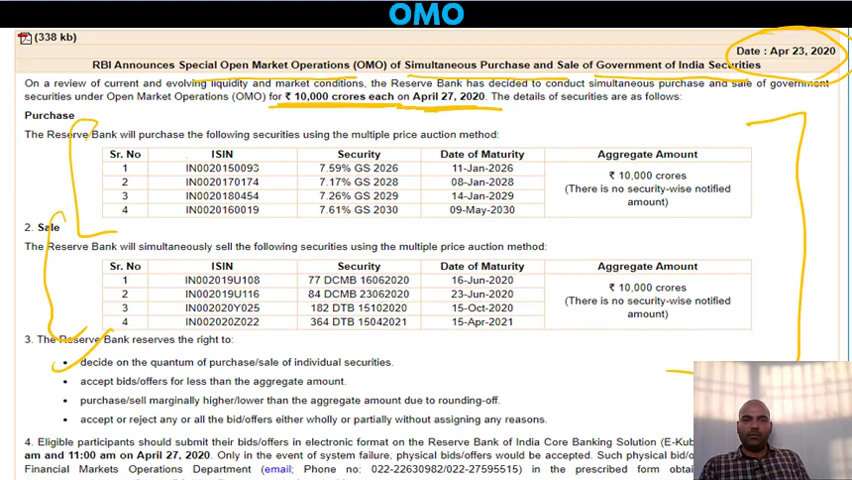 OMO
(338 kb)
Date : Apr 23, 2020
RBI Announces Special Open Market Operations (OMO) of Simultaneous Purchase and Sale of Government of India Securities
On a review of current and evolving liquidity and market conditions, the Reserve Bank has decided to conduct simultaneous purchase and sale of government
securities under Open Market Operations (OMO) for ₹ 10,000 crores each on April 27, 2020. The details of securities are as follows:
Purchase
The Reserve Bank will purchase the following securities using the multiple price auction method:
Sr. No ISIN Security Date of Maturity Aggregate Amount
1 IN0020150093 7.59% GS 2026 11-Jan-2026
2 IN0020170174 7.17% GS 2028 08-Jan-2028
3 IN0020180454 7.26% GS 2029 14-Jan-2029
4 IN0020160019 7.61% GS 2030 09-May-2030
₹ 10,000 crores
(There is no security-wise notified
amount)
2. Sale
The Reserve Bank will simultaneously sell the following securities using the multiple price auction method:
Sr. No ISIN Security Date of Maturity Aggregate Amount
1 IN002019U108 77 DCMB 16062020 16-Jun-2020
2 IN002019U116 84 DCMB 23062020 23-Jun-2020
3 IN002020Y025 182 DTB 15102020 15-Oct-2020
4 IN002020Z022 364 DTB 15042021 15-Apr-2021
₹ 10,000 crores
(There is no security-wise notified
amount)
3. The Reserve Bank reserves the right to:
decide on the quantum of purchase/sale of individual securities.
accept bids/offers for less than the aggregate amount.
purchase/sell marginally higher/lower than the aggregate amount due to rounding-off.
accept or reject any or all the bid/offers either wholly or partially without assigning any reasons.
4. Eligible participants should submit their bids/offers in electronic format on the Reserve Bank of India Core Banking Solution (E-Kub
am and 11:00 am on April 27, 2020. Only in the event of system failure, physical bids/offers would be accepted. Such physical bid/o
Financial Markets Operations Department (email; Phone no: 022-22630982/022-27595515) in the prescribed form obtai